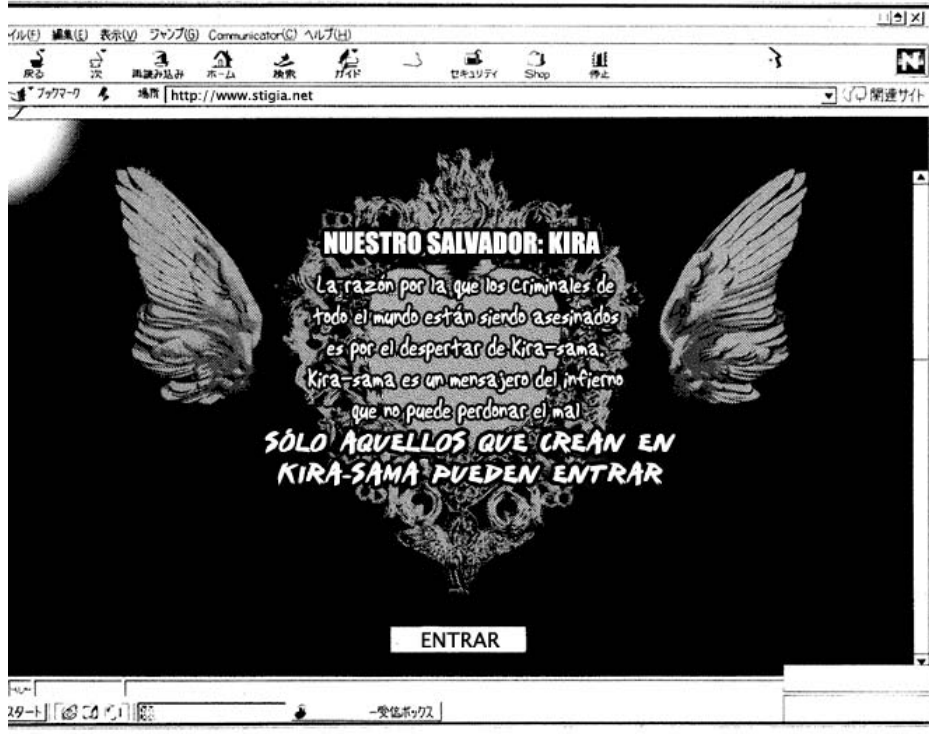 イル(F) 編集(E) 表示(V) ジャンプ(G) Communicator(C) ヘルプ(H)
戻る 次 再読み込み ホーム 検索 ガイド セキュリティ Shop 停止 N
ブックマーク 場所 http://www.stigia.net 関連サイト
NUESTRO SALVADOR: KIRA
La razón por la que los criminales de
todo el mundo están siendo asesinados
es por el despertar de Kira-sama.
Kira-sama es un mensajero del infierno
que no puede perdonar el mal
SÓLO AQUELLOS QUE CREAN EN
KIRA-SAMA PUEDEN ENTRAR
ENTRAR
スタート -受信ボックス